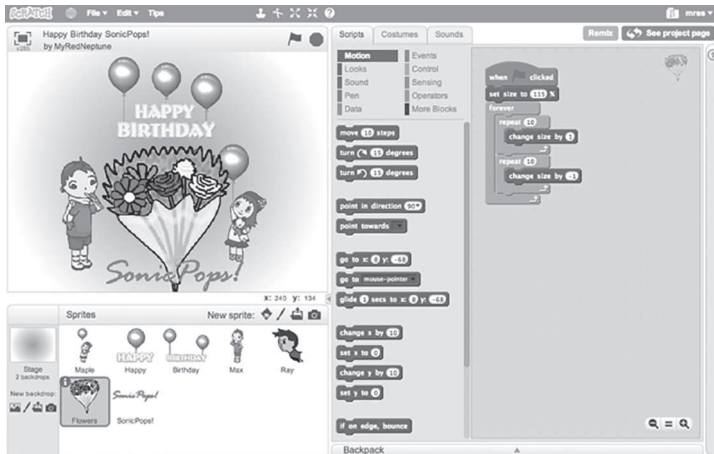 SCRATCH File Edit Tips mres
Happy Birthday SonicPops!
by MyRedNeptune
Scripts Costumes Sounds
Remix See project page
HAPPY
BIRTHDAY
SonicPops!
X: 240 y: 134
Motion Events
Looks Control
Sound Sensing
Pen Operators
Data More Blocks
move 10 steps
turn 15 degrees
turn 15 degrees
point in direction 90
point towards
go to x: 0 y: -68
go to mouse-pointer
glide 1 secs to x: 0 y: -68
change x by 10
set x to 0
change y by 10
set y to 0
if on edge, bounce
when clicked
set size to 115 %
forever
repeat 10
change size by 1
repeat 10
change size by -1
Sprites New sprite:
Stage
2 backdrops
New backdrop:
Maple Happy Birthday Max Ray
HAPPY BIRTHDAY
SonicPops!
Flowers SonicPops!
Backpack